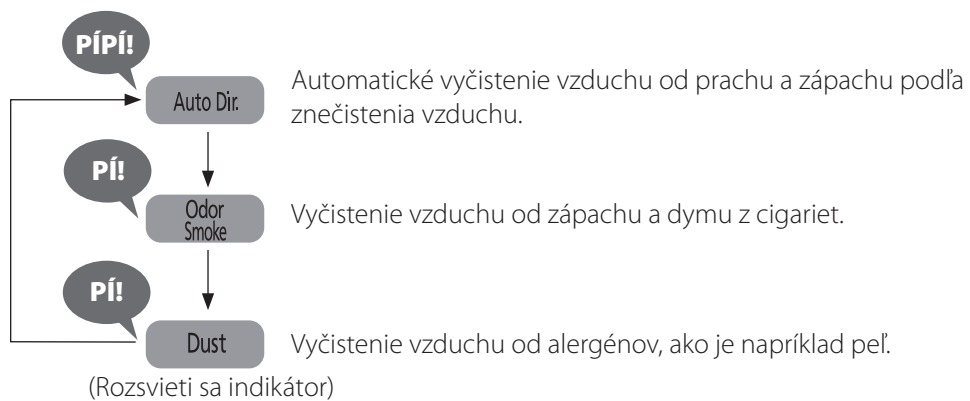 PÍPÍ!
Auto Dir.
Automatické vyčistenie vzduchu od prachu a zápachu podľa
znečistenia vzduchu.
PÍ!
Odor
Smoke
Vyčistenie vzduchu od zápachu a dymu z cigariet.
PÍ!
Dust
Vyčistenie vzduchu od alergénov, ako je napríklad peľ.
(Rozsvieti sa indikátor)